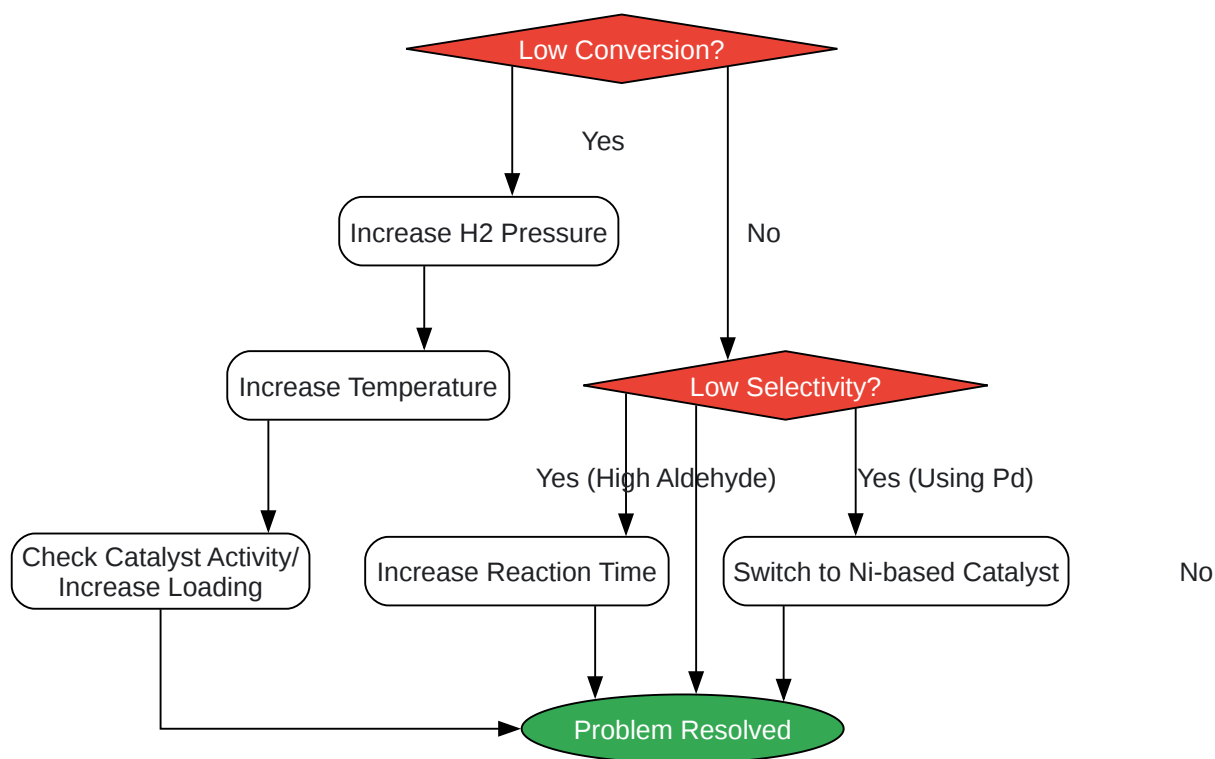 Low Conversion?
Yes
Increase H2 Pressure
No
Increase Temperature
Low Selectivity?
Yes (High Aldehyde)
Yes (Using Pd)
Check Catalyst Activity/
Increase Loading
Increase Reaction Time
Switch to Ni-based Catalyst
No
Problem Resolved